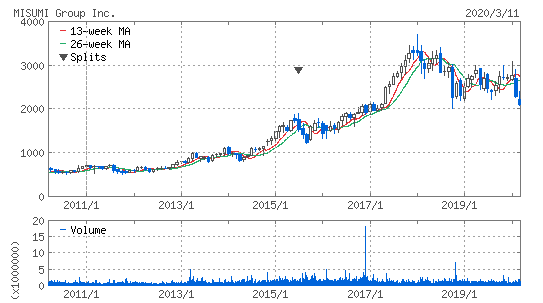 MISUMI Group Inc. 2020/3/11
4000
13-week MA
26-week MA
Splits
3000
2000
1000
0
2011/1 2013/1 2015/1 2017/1 2019/1
20
Volume
15
10
5
0
(x1000000)
2011/1 2013/1 2015/1 2017/1 2019/1